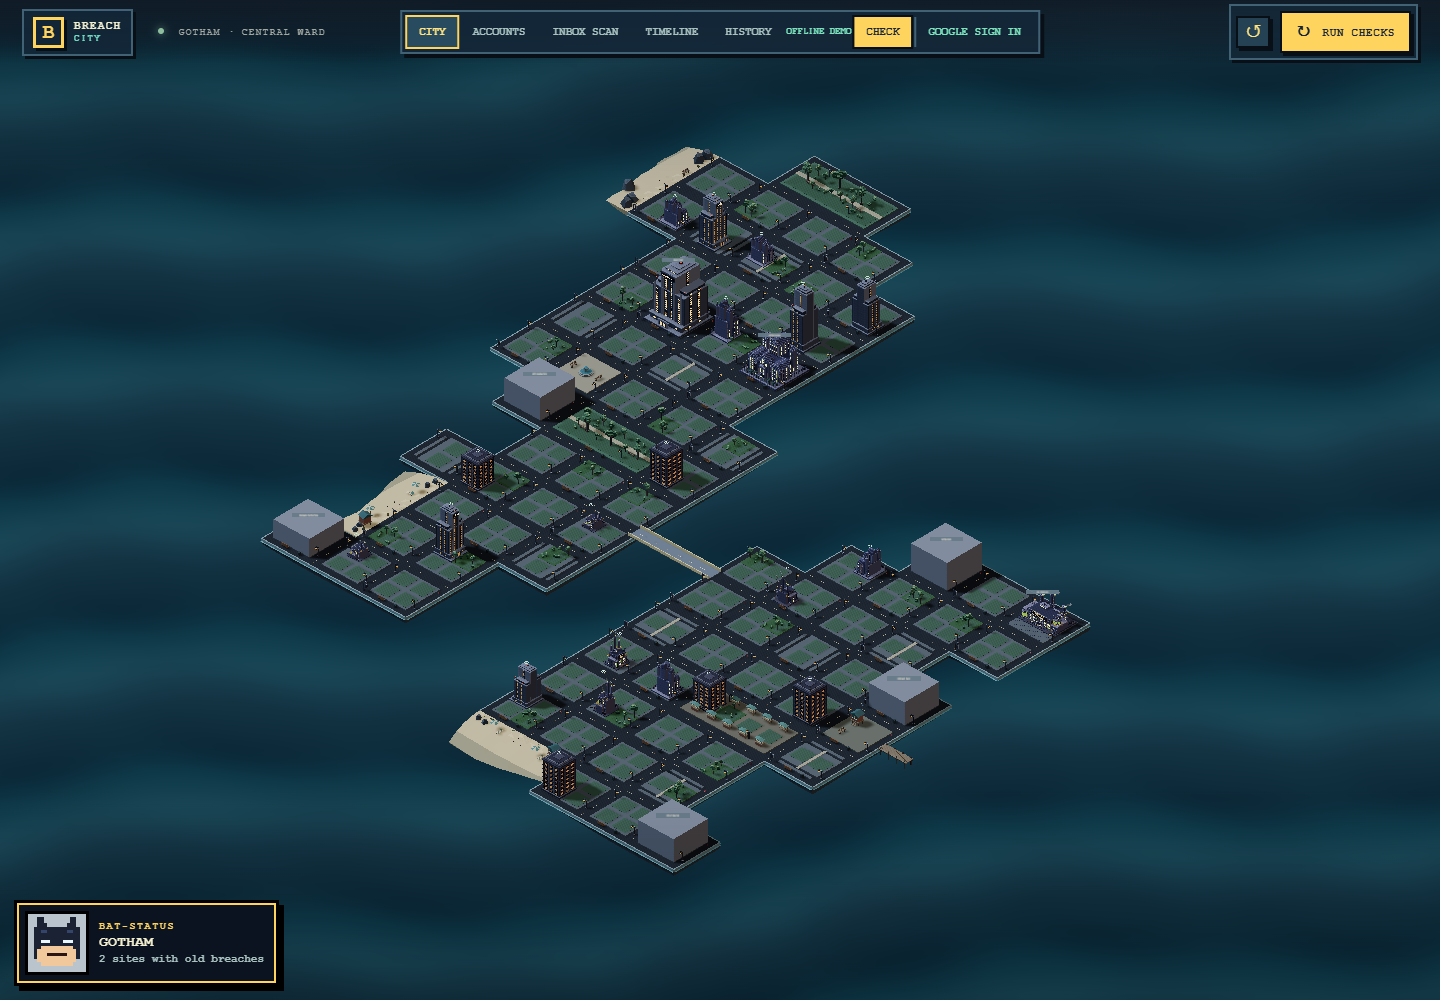 B
BREACH
CITY
GOTHAM · CENTRAL WARD
CITY
ACCOUNTS
INBOX SCAN
TIMELINE
HISTORY
OFFLINE DEMO
CHECK
GOOGLE SIGN IN
↺
↻ RUN CHECKS
BAT-STATUS
GOTHAM
2 sites with old breaches